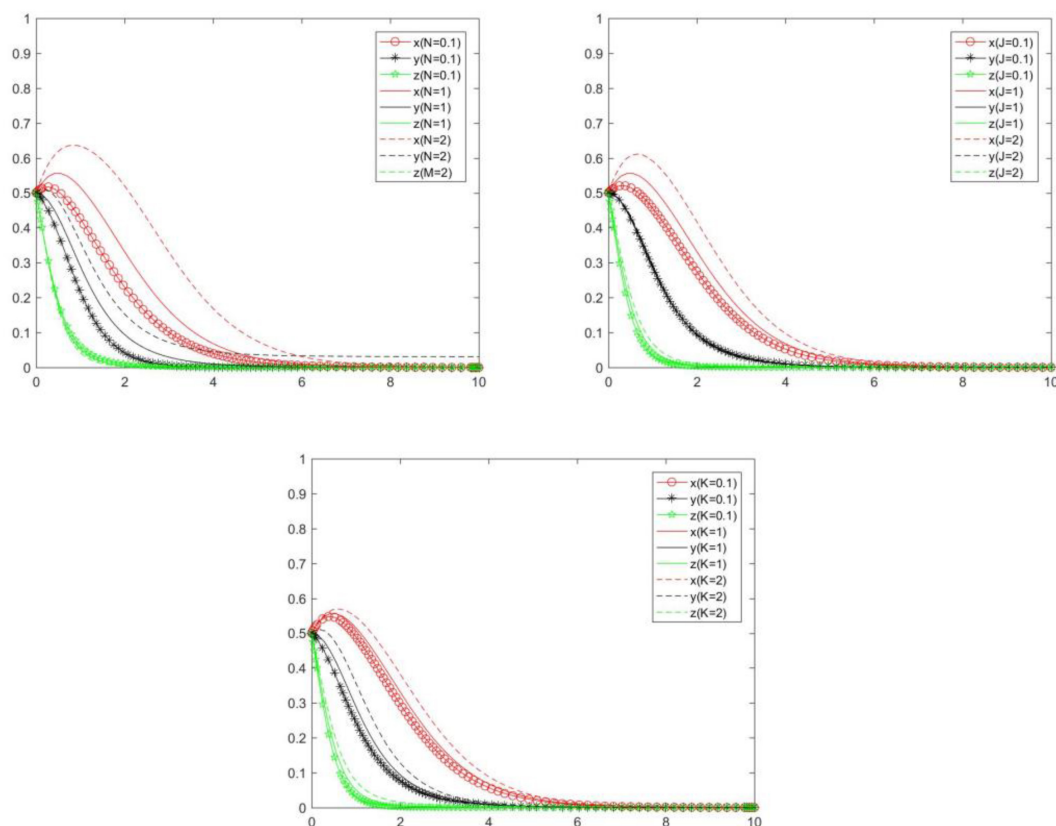 1
0.9
0.8
0.7
0.6
0.5
0.4
0.3
0.2
0.1
0
0 2 4 6 8 10
x(N=0.1)
y(N=0.1)
z(N=0.1)
x(N=1)
y(N=1)
z(N=1)
x(N=2)
y(N=2)
z(M=2)
1
0.9
0.8
0.7
0.6
0.5
0.4
0.3
0.2
0.1
0
0 2 4 6 8 10
x(J=0.1)
y(J=0.1)
z(J=0.1)
x(J=1)
y(J=1)
z(J=1)
x(J=2)
y(J=2)
z(J=2)
1
0.9
0.8
0.7
0.6
0.5
0.4
0.3
0.2
0.1
0
0 2 4 6 8 10
x(K=0.1)
y(K=0.1)
z(K=0.1)
x(K=1)
y(K=1)
z(K=1)
x(K=2)
y(K=2)
z(K=2)